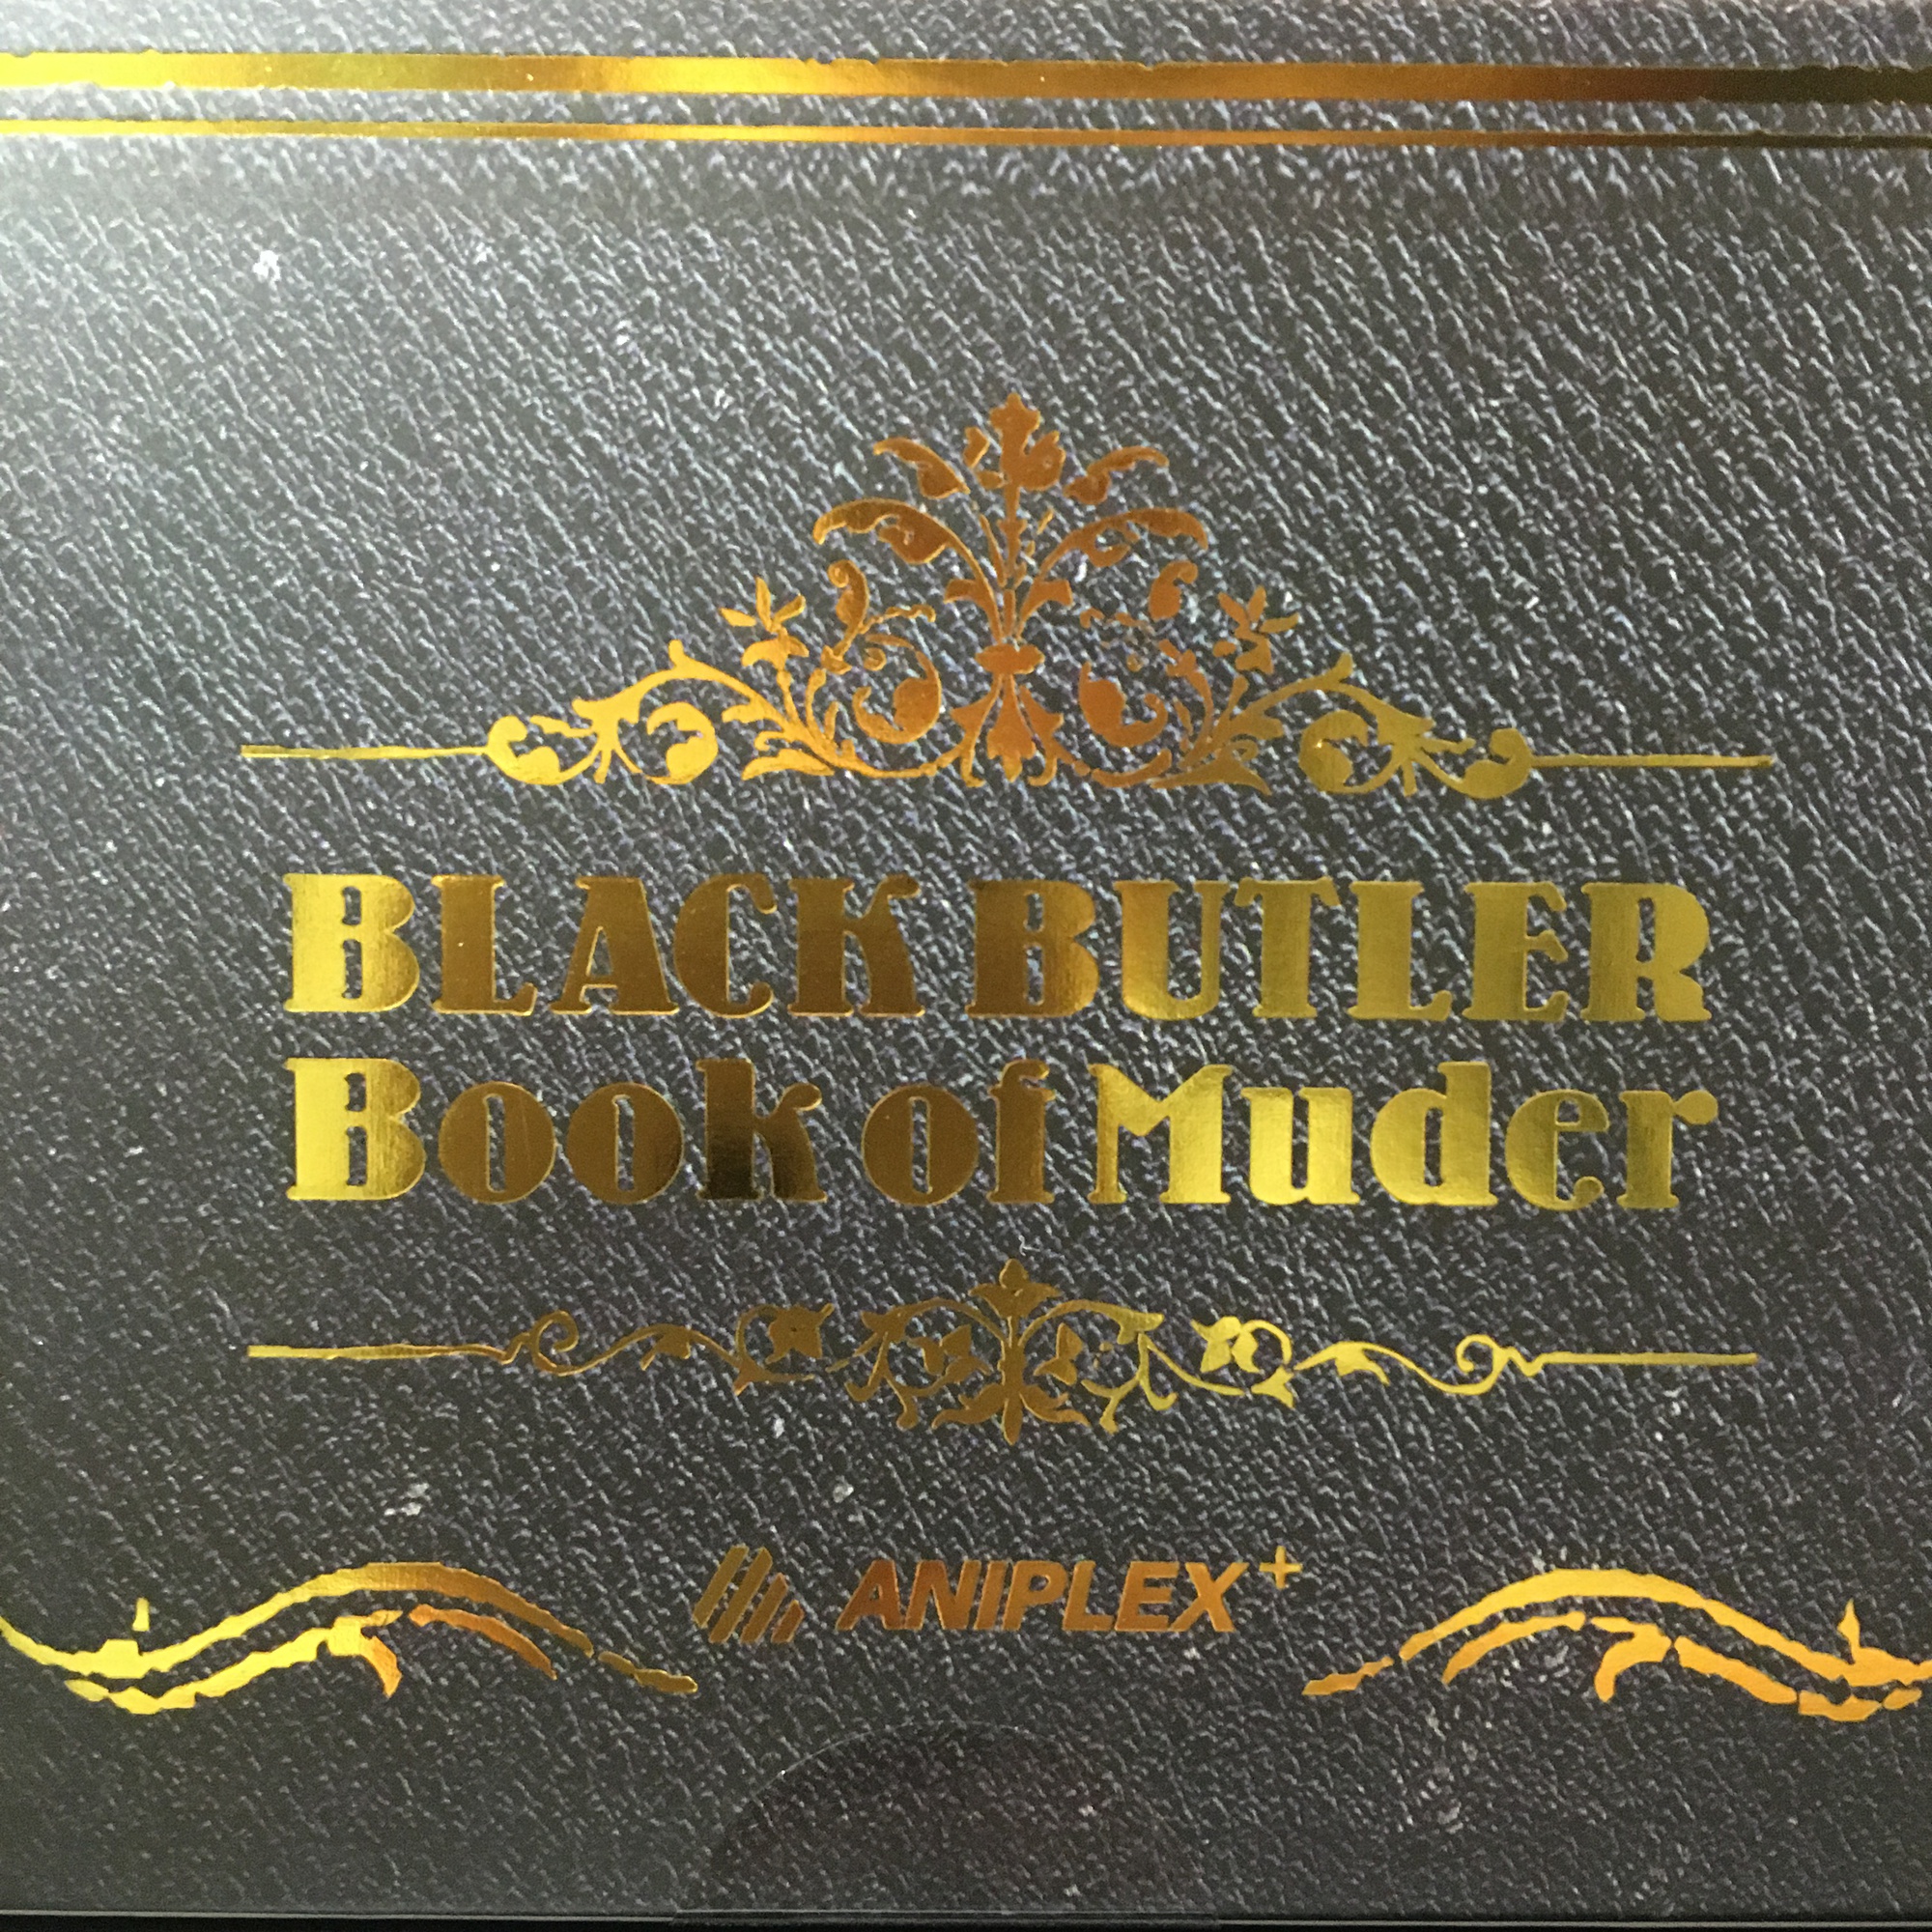 BLACK BUTLER
Book of Muder
ANIPLEX+